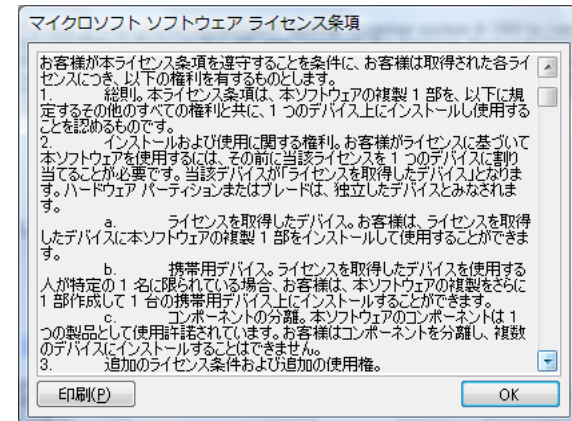 マイクロソフト ソフトウェア ライセンス条項
お客様が本ライセンス条項を遵守することを条件に、お客様は取得された各ライ
センスにつき、以下の権利を有するものとします。
1. 総則。本ライセンス条項は、本ソフトウェアの複製 1 部を、以下に規
定するその他のすべての権利と共に、1 つのデバイス上にインストールし使用する
ことを認めるものです。
2. インストールおよび使用に関する権利。お客様がライセンスに基づいて
本ソフトウェアを使用するには、その前に当該ライセンスを 1 つのデバイスに割り
当てることが必要です。当該デバイスが「ライセンスを取得したデバイス」となりま
す。ハードウェア パーティションまたはブレードは、独立したデバイスとみなされま
す。
a. ライセンスを取得したデバイス。お客様は、ライセンスを取得
したデバイスに本ソフトウェアの複製 1 部をインストールして使用することができま
す。
b. 携帯用デバイス。ライセンスを取得したデバイスを使用する
人が特定の 1 名に限られている場合、お客様は、本ソフトウェアの複製をさらに
1 部作成して 1 台の携帯用デバイス上にインストールすることができます。
c. コンポーネントの分離。本ソフトウェアのコンポーネントは 1
つの製品として使用許諾されています。お客様はコンポーネントを分離し、複数
のデバイスにインストールすることはできません。
3. 追加のライセンス条件および追加の使用権。
印刷(P) OK